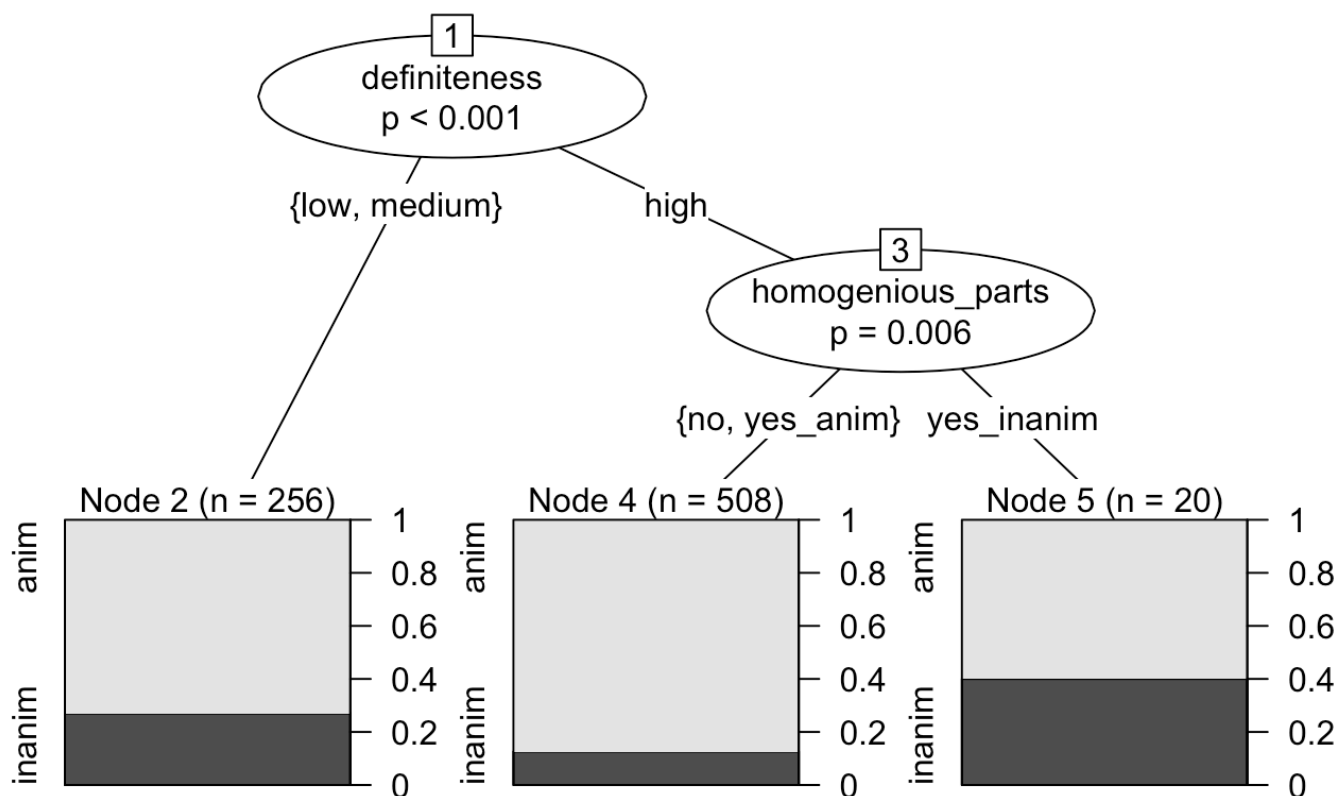 1
definiteness
p < 0.001
{low, medium}
high
3
homogenious_parts
p = 0.006
{no, yes_anim}
yes_inanim
Node 2 (n = 256)
anim
inanim
1
0.8
0.6
0.4
0.2
0
Node 4 (n = 508)
anim
inanim
1
0.8
0.6
0.4
0.2
0
Node 5 (n = 20)
anim
inanim
1
0.8
0.6
0.4
0.2
0